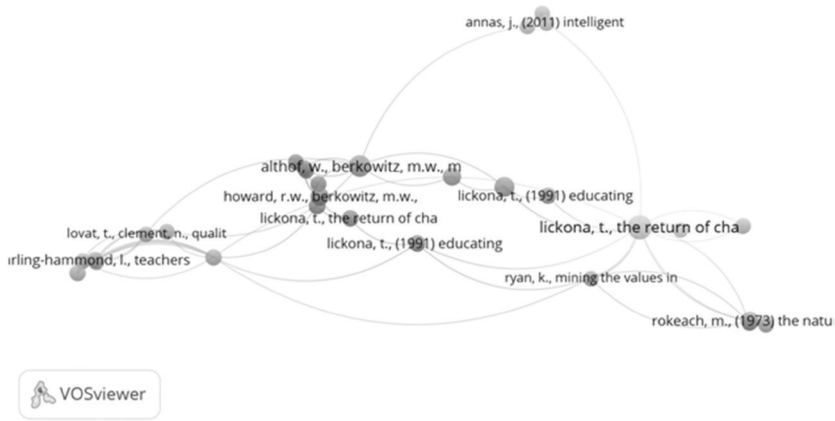 annas, j., (2011) intelligent
althof, w., berkowitz, m.w., m
howard, r.w., berkowitz, m.w.,
lickona, t., (1991) educating
lickona, t., the return of cha
lickona, t., the return of cha
lovat, t., clement, n., qualit
lickona, t., (1991) educating
rling-hammond, l., teachers
ryan, k., mining the values in
rokeach, m., (1973) the natu
VOSviewer